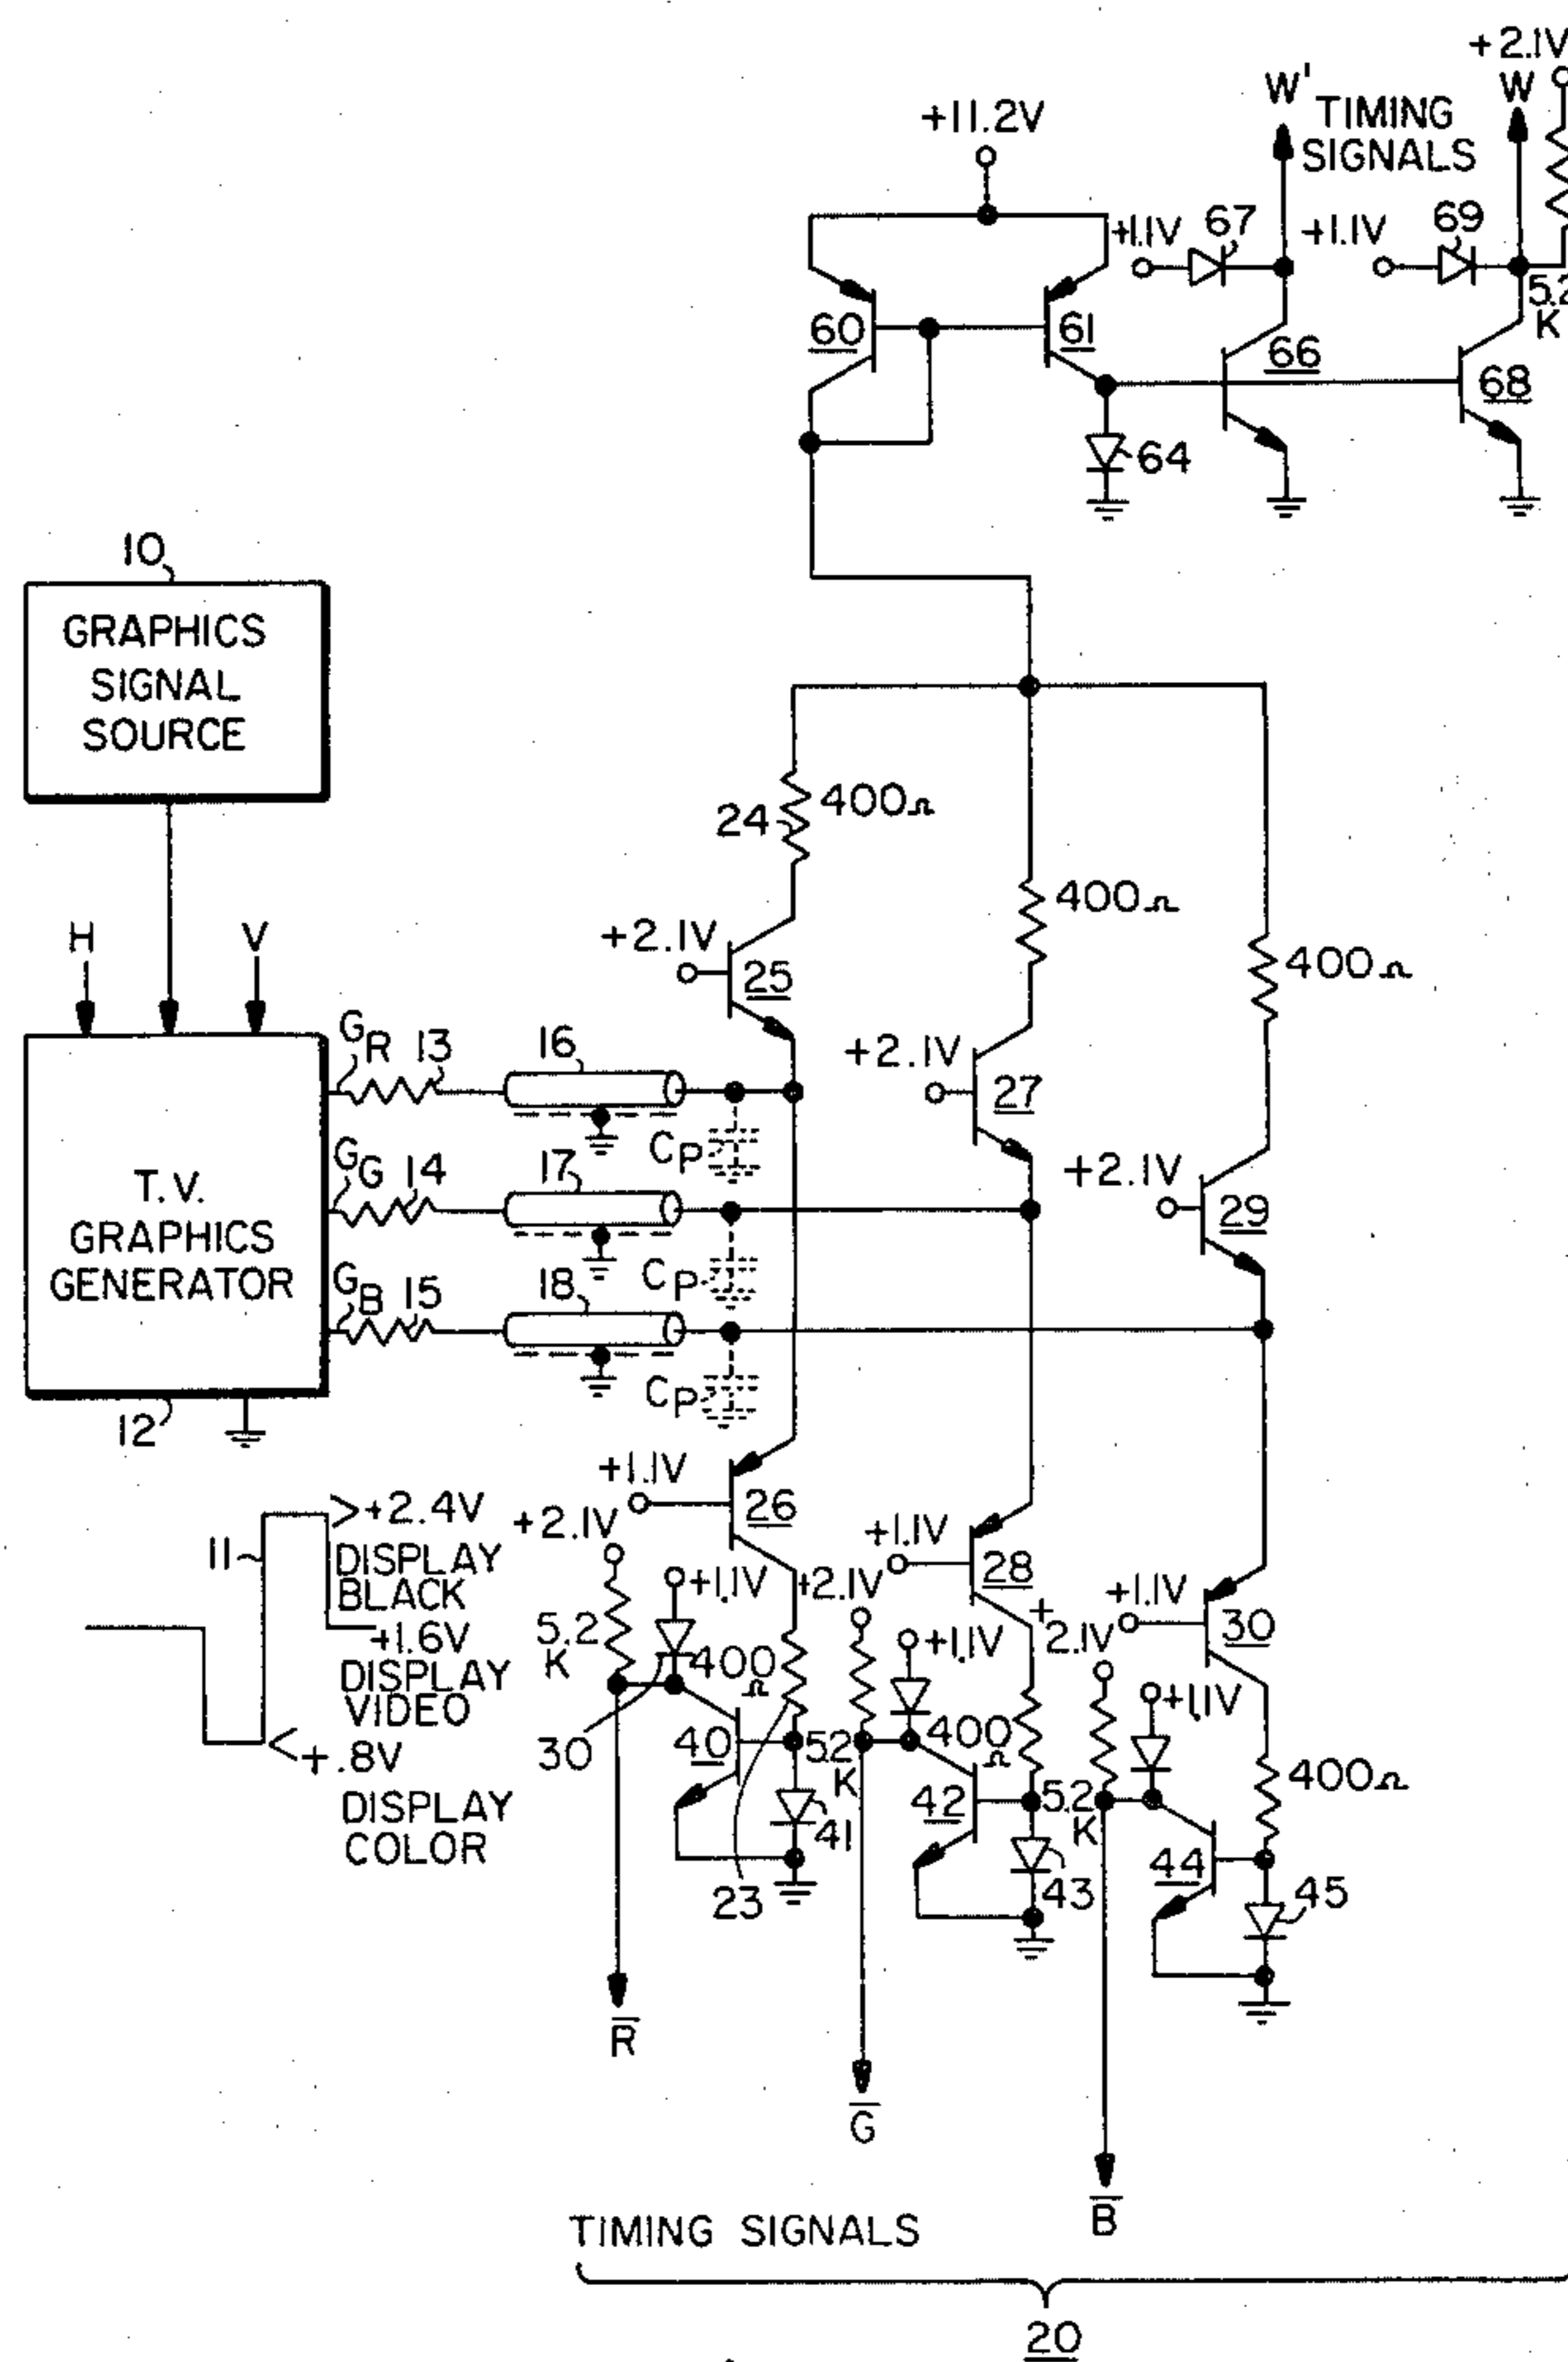 +2.1V
W' TIMING SIGNALS
W
+11.2V
+1.1V
67
+1.1V
69
5.2
K
60
61
66
68
64
10
GRAPHICS
SIGNAL
SOURCE
24
400Ω
400Ω
400Ω
H
V
+2.1V
25
+2.1V
27
+2.1V
29
GR
13
16
CP
GG
14
17
CP
GB
15
18
CP
T.V.
GRAPHICS
GENERATOR
12
+1.1V
26
+1.1V
28
+1.1V
30
11
>+2.4V
DISPLAY
BLACK
+1.6V
DISPLAY
VIDEO
<+.8V
DISPLAY
COLOR
+2.1V
5.2
K
+1.1V
400
Ω
30
40
41
23
+2.1V
52
K
+1.1V
400
Ω
42
43
+
2.1V
5.2
K
+1.1V
400Ω
44
45
R̅
G̅
B̅
TIMING SIGNALS
20